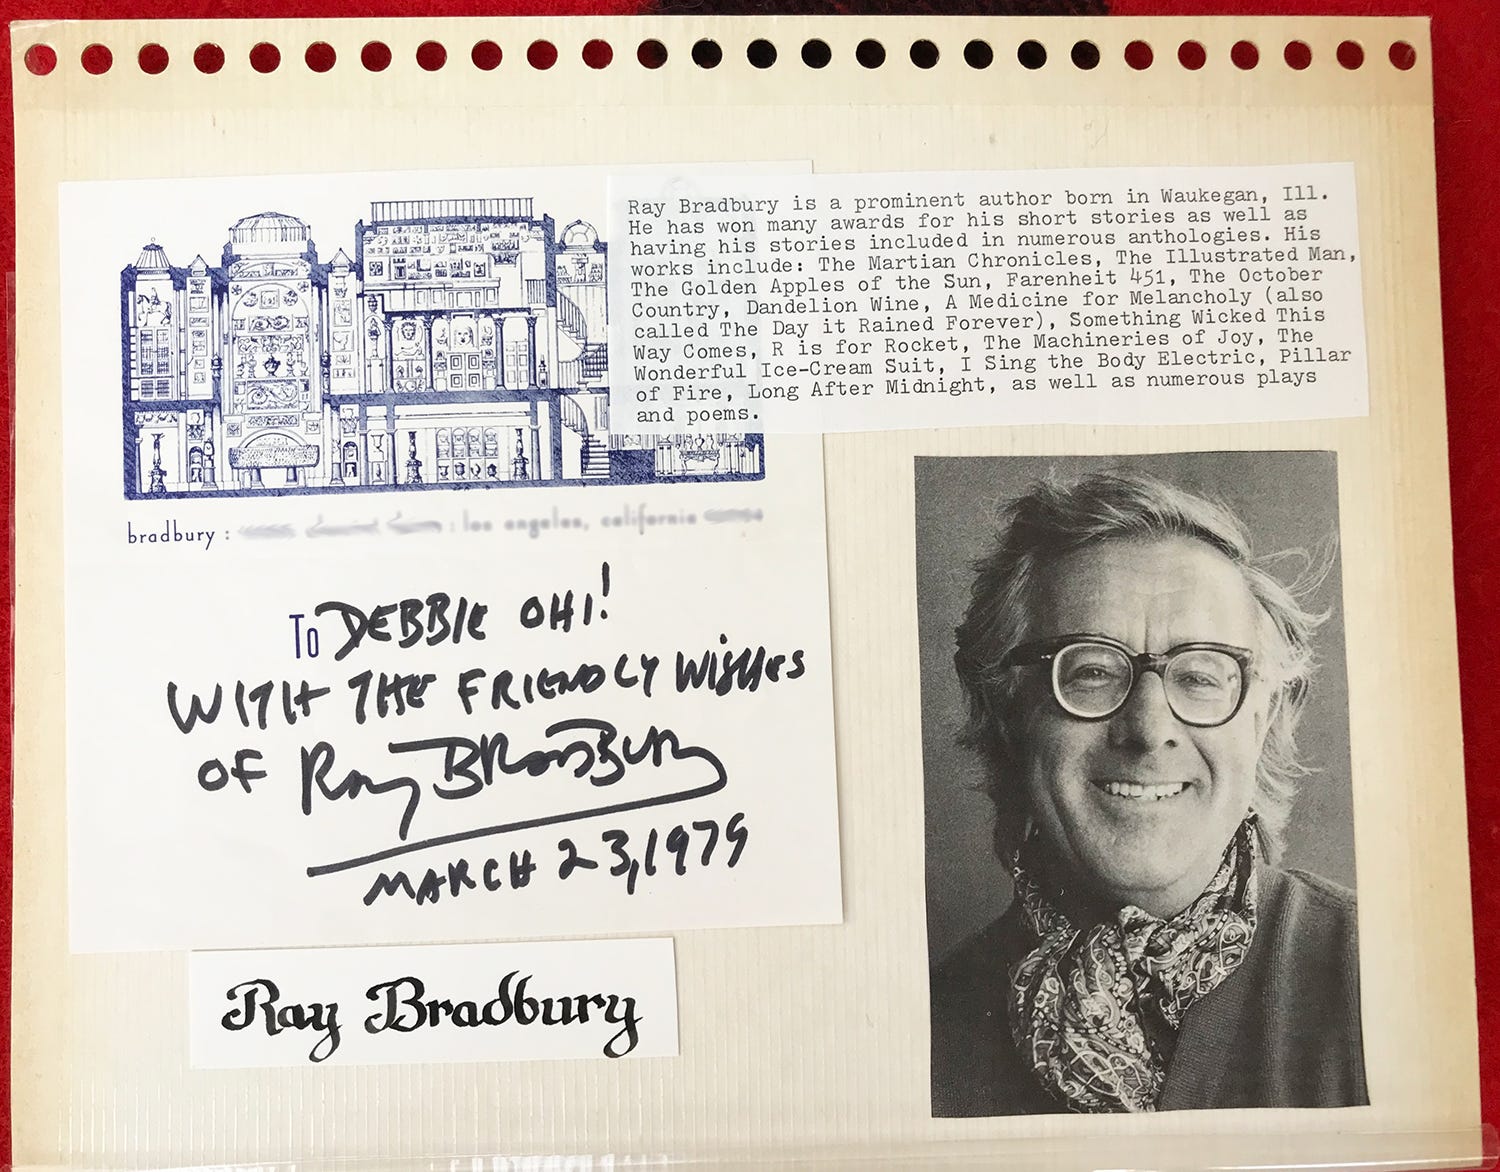 Ray Bradbury is a prominent author born in Waukegan, Ill.
He has won many awards for his short stories as well as
having his stories included in numerous anthologies. His
works include: The Martian Chronicles, The Illustrated Man,
The Golden Apples of the Sun, Farenheit 451, The October
Country, Dandelion Wine, A Medicine for Melancholy (also
called The Day it Rained Forever), Something Wicked This
Way Comes, R is for Rocket, The Machineries of Joy, The
Wonderful Ice-Cream Suit, I Sing the Body Electric, Pillar
of Fire, Long After Midnight, as well as numerous plays
and poems.
bradbury : : los angeles, california
To DEBBIE OHI!
WITH THE FRIENDLY WISHES
OF Ray BRADBURY
MARCH 23, 1979
Ray Bradbury